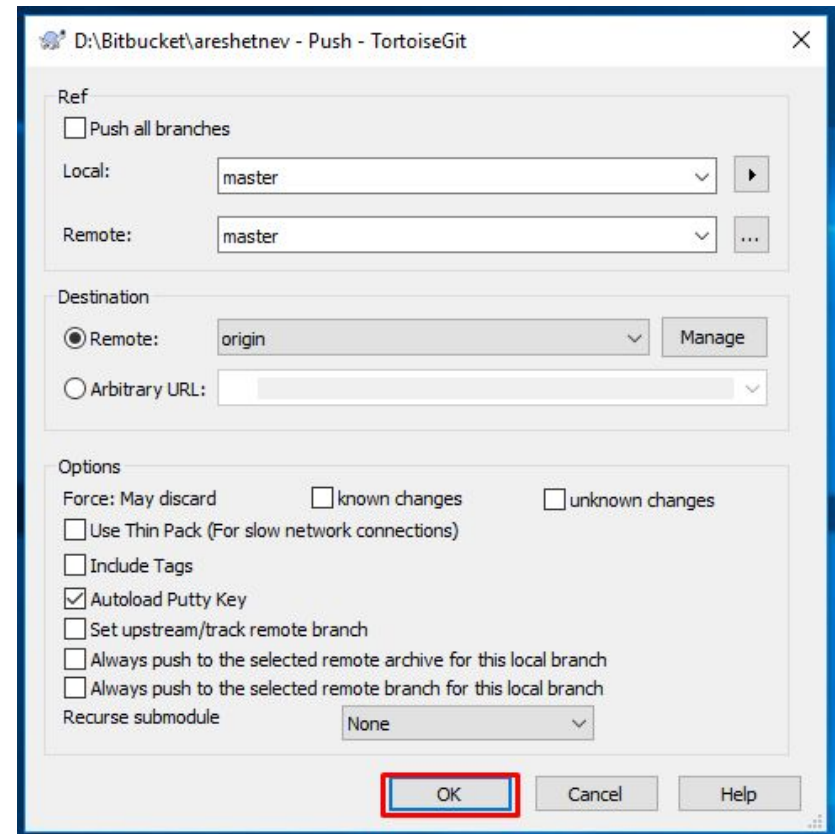 D:\Bitbucket\areshetnev - Push - TortoiseGit
Ref
Push all branches
Local:
master
Remote:
master
...
Destination
Remote:
origin
Manage
Arbitrary URL:
Options
Force: May discard
known changes
unknown changes
Use Thin Pack (For slow network connections)
Include Tags
Autoload Putty Key
Set upstream/track remote branch
Always push to the selected remote archive for this local branch
Always push to the selected remote branch for this local branch
Recurse submodule
None
OK
Cancel
Help